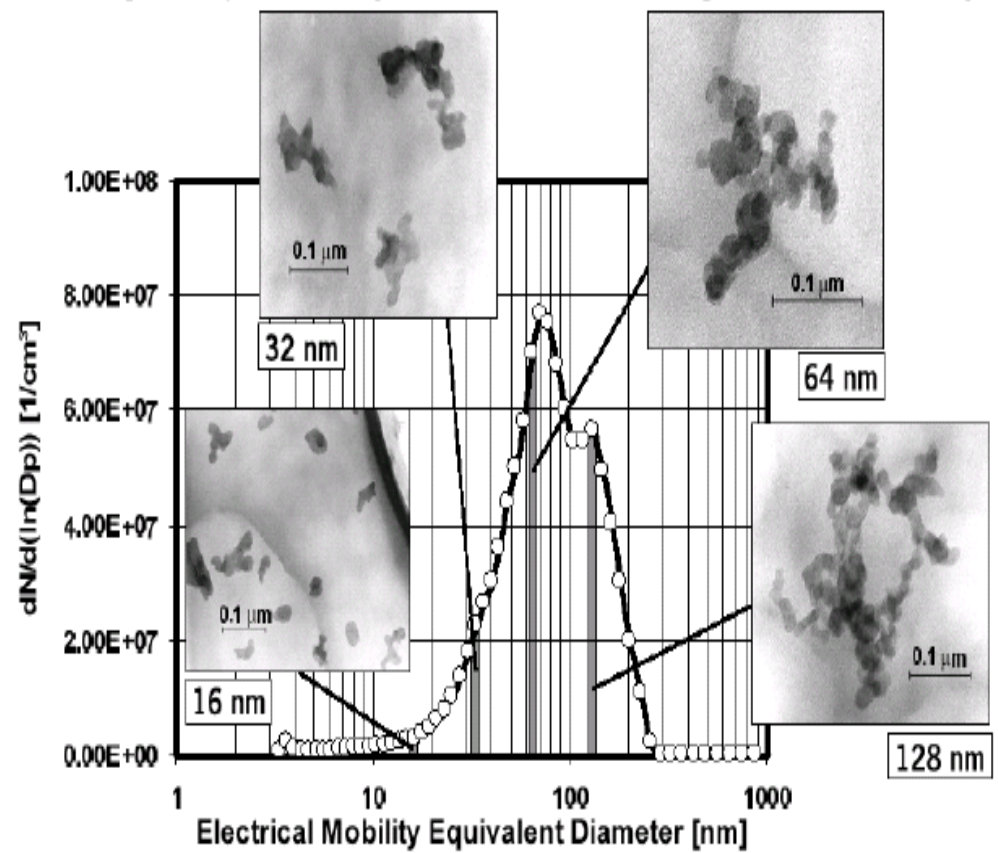 0.1 μm
0.1 μm
1.00E+08
8.00E+07
32 nm
64 nm
6.00E+07
dN/d(ln(Dp)) [1/cm³]
4.00E+07
0.1 μm
2.00E+07
0.1 μm
16 nm
128 nm
0.00E+00
1
10
100
1000
Electrical Mobility Equivalent Diameter [nm]